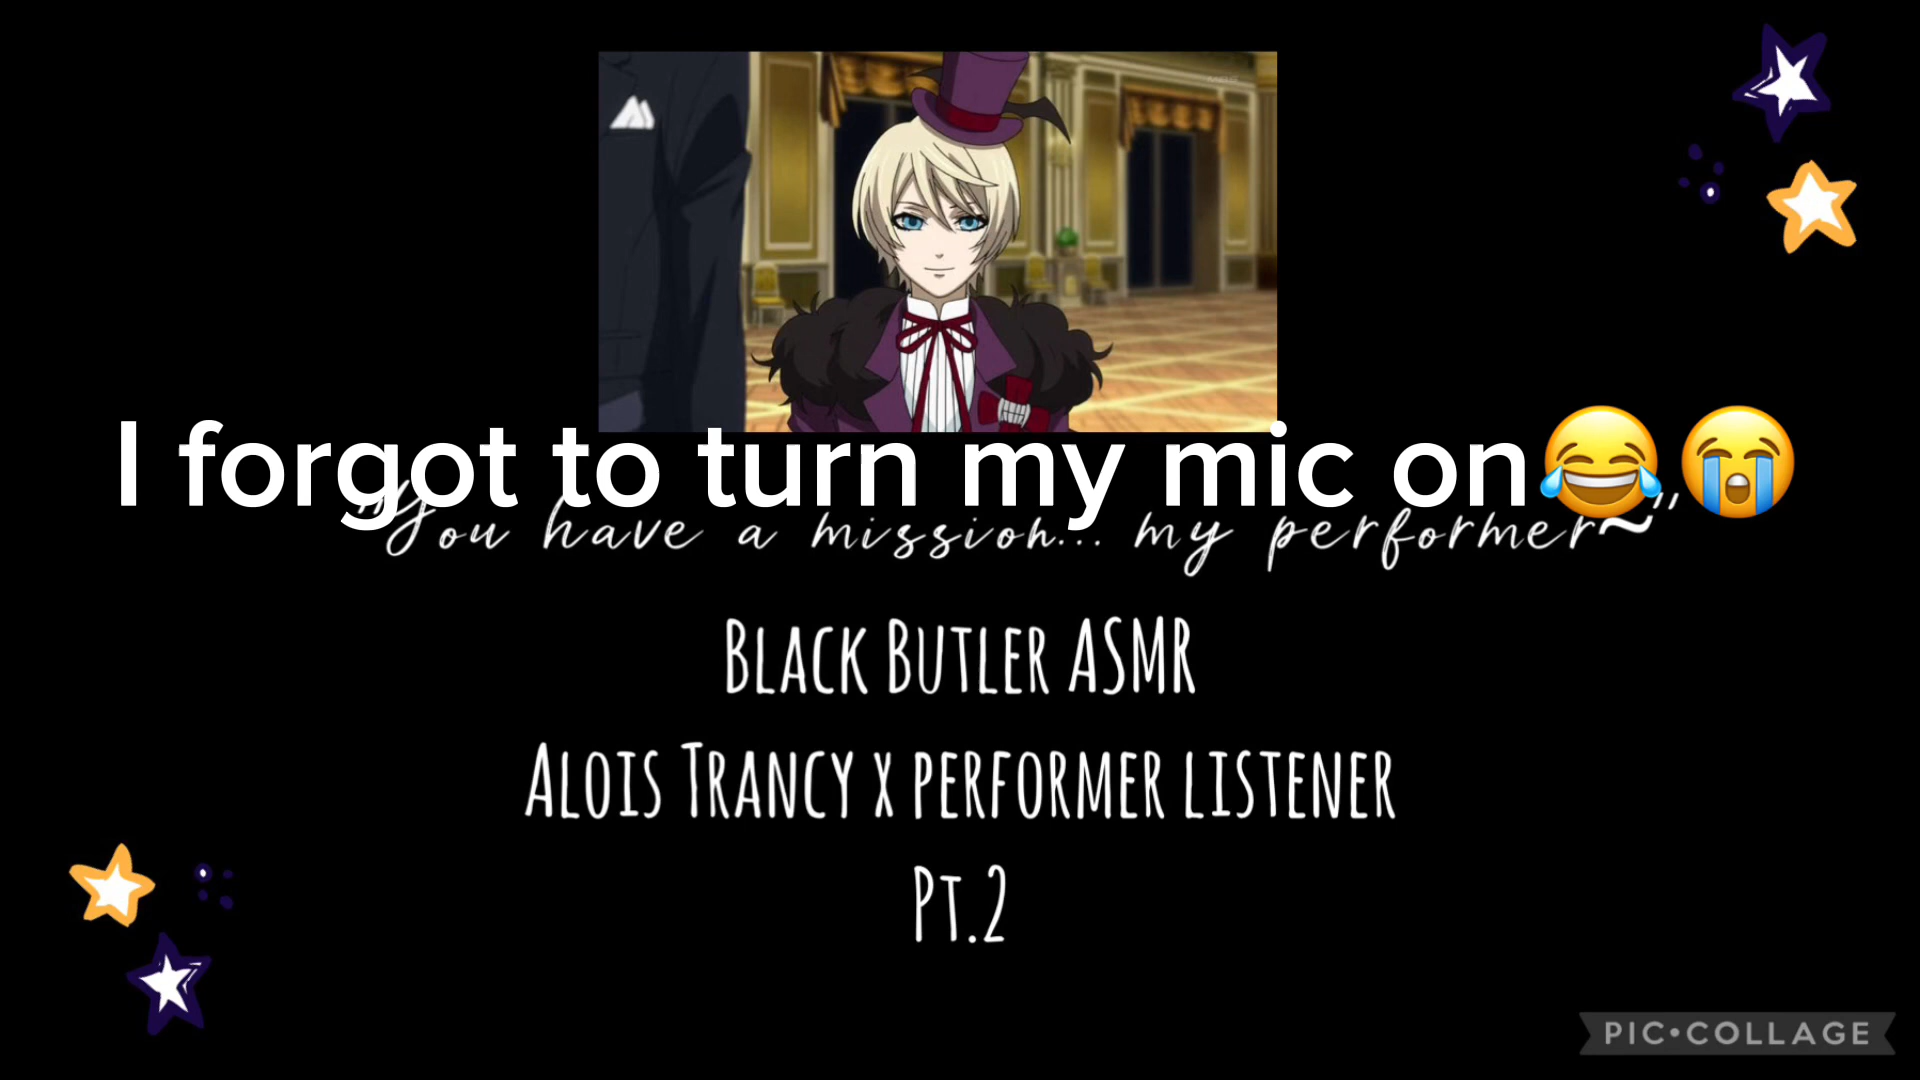 I forgot to turn my mic on😂😭
"You have a mission... my performer~"
Black Butler ASMR
Alois Trancy x performer listener
Pt.2
PIC•COLLAGE